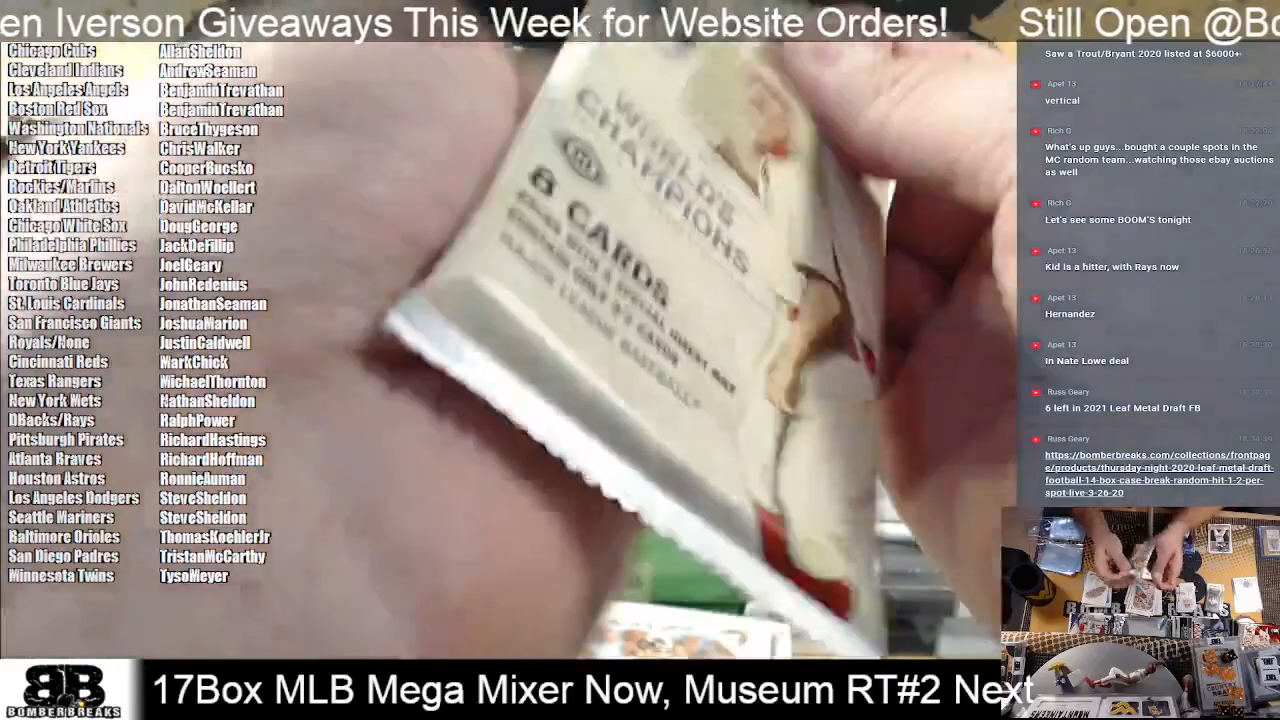 en Iverson Giveaways This Week for Website Orders! Still Open @Bo
Chicago Cubs AllanSheldon
Cleveland Indians AndrewSeaman
Los Angeles Angels BenjaminTrevathan
Boston Red Sox BenjaminTrevathan
Washington Nationals BruceThygeson
New York Yankees ChrisWalker
Detroit Tigers CooperBucsko
Rockies/Marlins DaltonWoellert
Oakland Athletics DavidMcKellar
Chicago White Sox DougGeorge
Philadelphia Phillies JackDeFilip
Milwaukee Brewers JoelGeary
Toronto Blue Jays JohnRedenius
St. Louis Cardinals JonathanSeaman
San Francisco Giants JoshuaMarion
Royals/None JustinCaldwell
Cincinnati Reds MarkChick
Texas Rangers MichaelThornton
New York Mets NathanSheldon
DBacks/Rays RalphPower
Pittsburgh Pirates RichardHastings
Atlanta Braves RichardHoffman
Houston Astros RonnieAuman
Los Angeles Dodgers SteveSheldon
Seattle Mariners SteveSheldon
Baltimore Orioles ThomasKoehlerJr
San Diego Padres TristanMcCarthy
Minnesota Twins TysoMeyer
WORLD'S
CHAMPIONS
8 CARDS
Saw a Trout/Bryant 2020 listed at $6000+
Apet 13
vertical
Rich G
What's up guys...bought a couple spots in the
MC random team...watching those ebay auctions
as well
Rich G
Let's see some BOOM'S tonight
Apet 13
Kid is a hitter, with Rays now
Apet 13
Hernandez
Apet 13
In Nate Lowe deal
Russ Geary
6 left in 2021 Leaf Metal Draft FB
Russ Geary
https://bomberbreaks.com/collections/frontpag
e/products/thursday-night-2020-leaf-metal-draft-
football-14-box-case-break-random-hit-1-2-per-
spot-live-3-26-20
BB
BOMBER BREAKS
17Box MLB Mega Mixer Now, Museum RT#2 Next